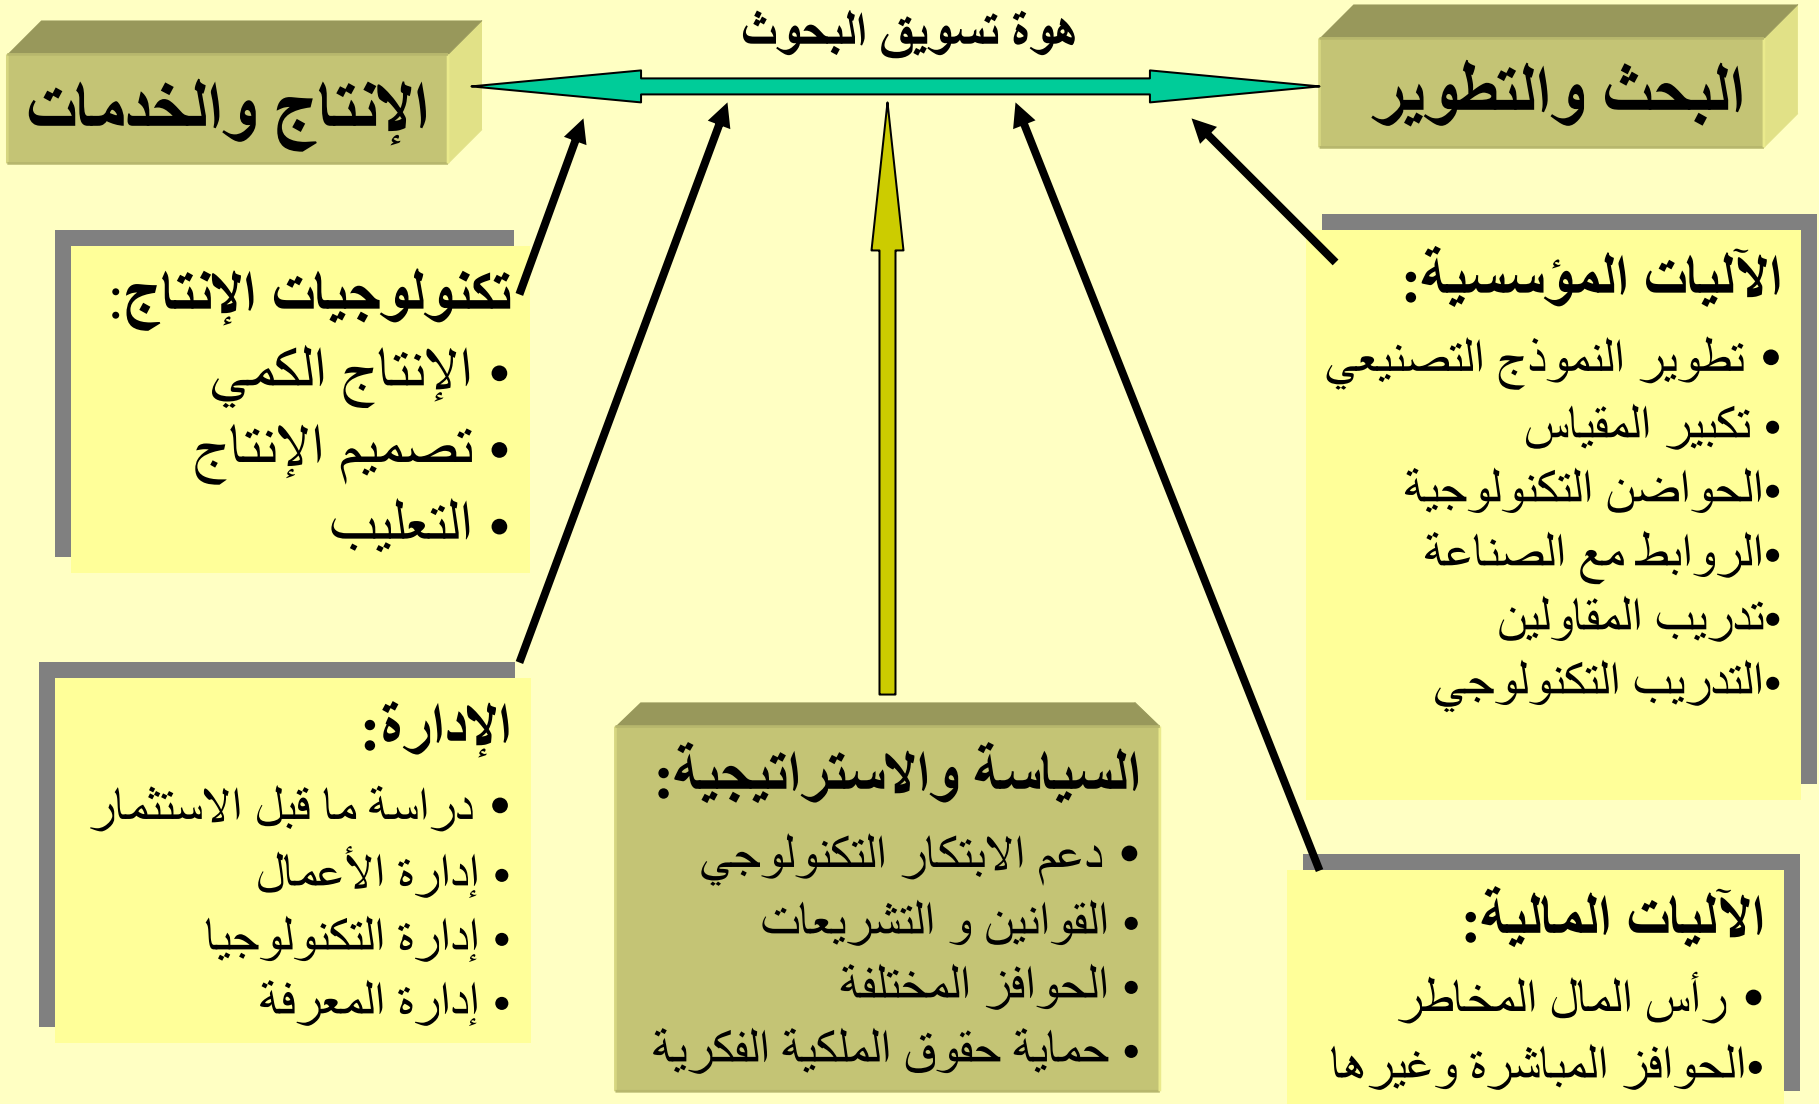 هوة تسويق البحوث
البحث والتطوير
الإنتاج والخدمات
الآليات المؤسسية:
• تطوير النموذج التصنيعي
• تكبير المقياس
•الحواضن التكنولوجية
•الروابط مع الصناعة
•تدريب المقاولين
•التدريب التكنولوجي
تكنولوجيات الإنتاج:
• الإنتاج الكمي
• تصميم الإنتاج
• التعليب
الآليات المالية:
• رأس المال المخاطر
•الحوافز المباشرة وغيرها
السياسة والاستراتيجية:
• دعم الابتكار التكنولوجي
• القوانين و التشريعات
• الحوافز المختلفة
• حماية حقوق الملكية الفكرية
الإدارة:
• دراسة ما قبل الاستثمار
• إدارة الأعمال
• إدارة التكنولوجيا
• إدارة المعرفة